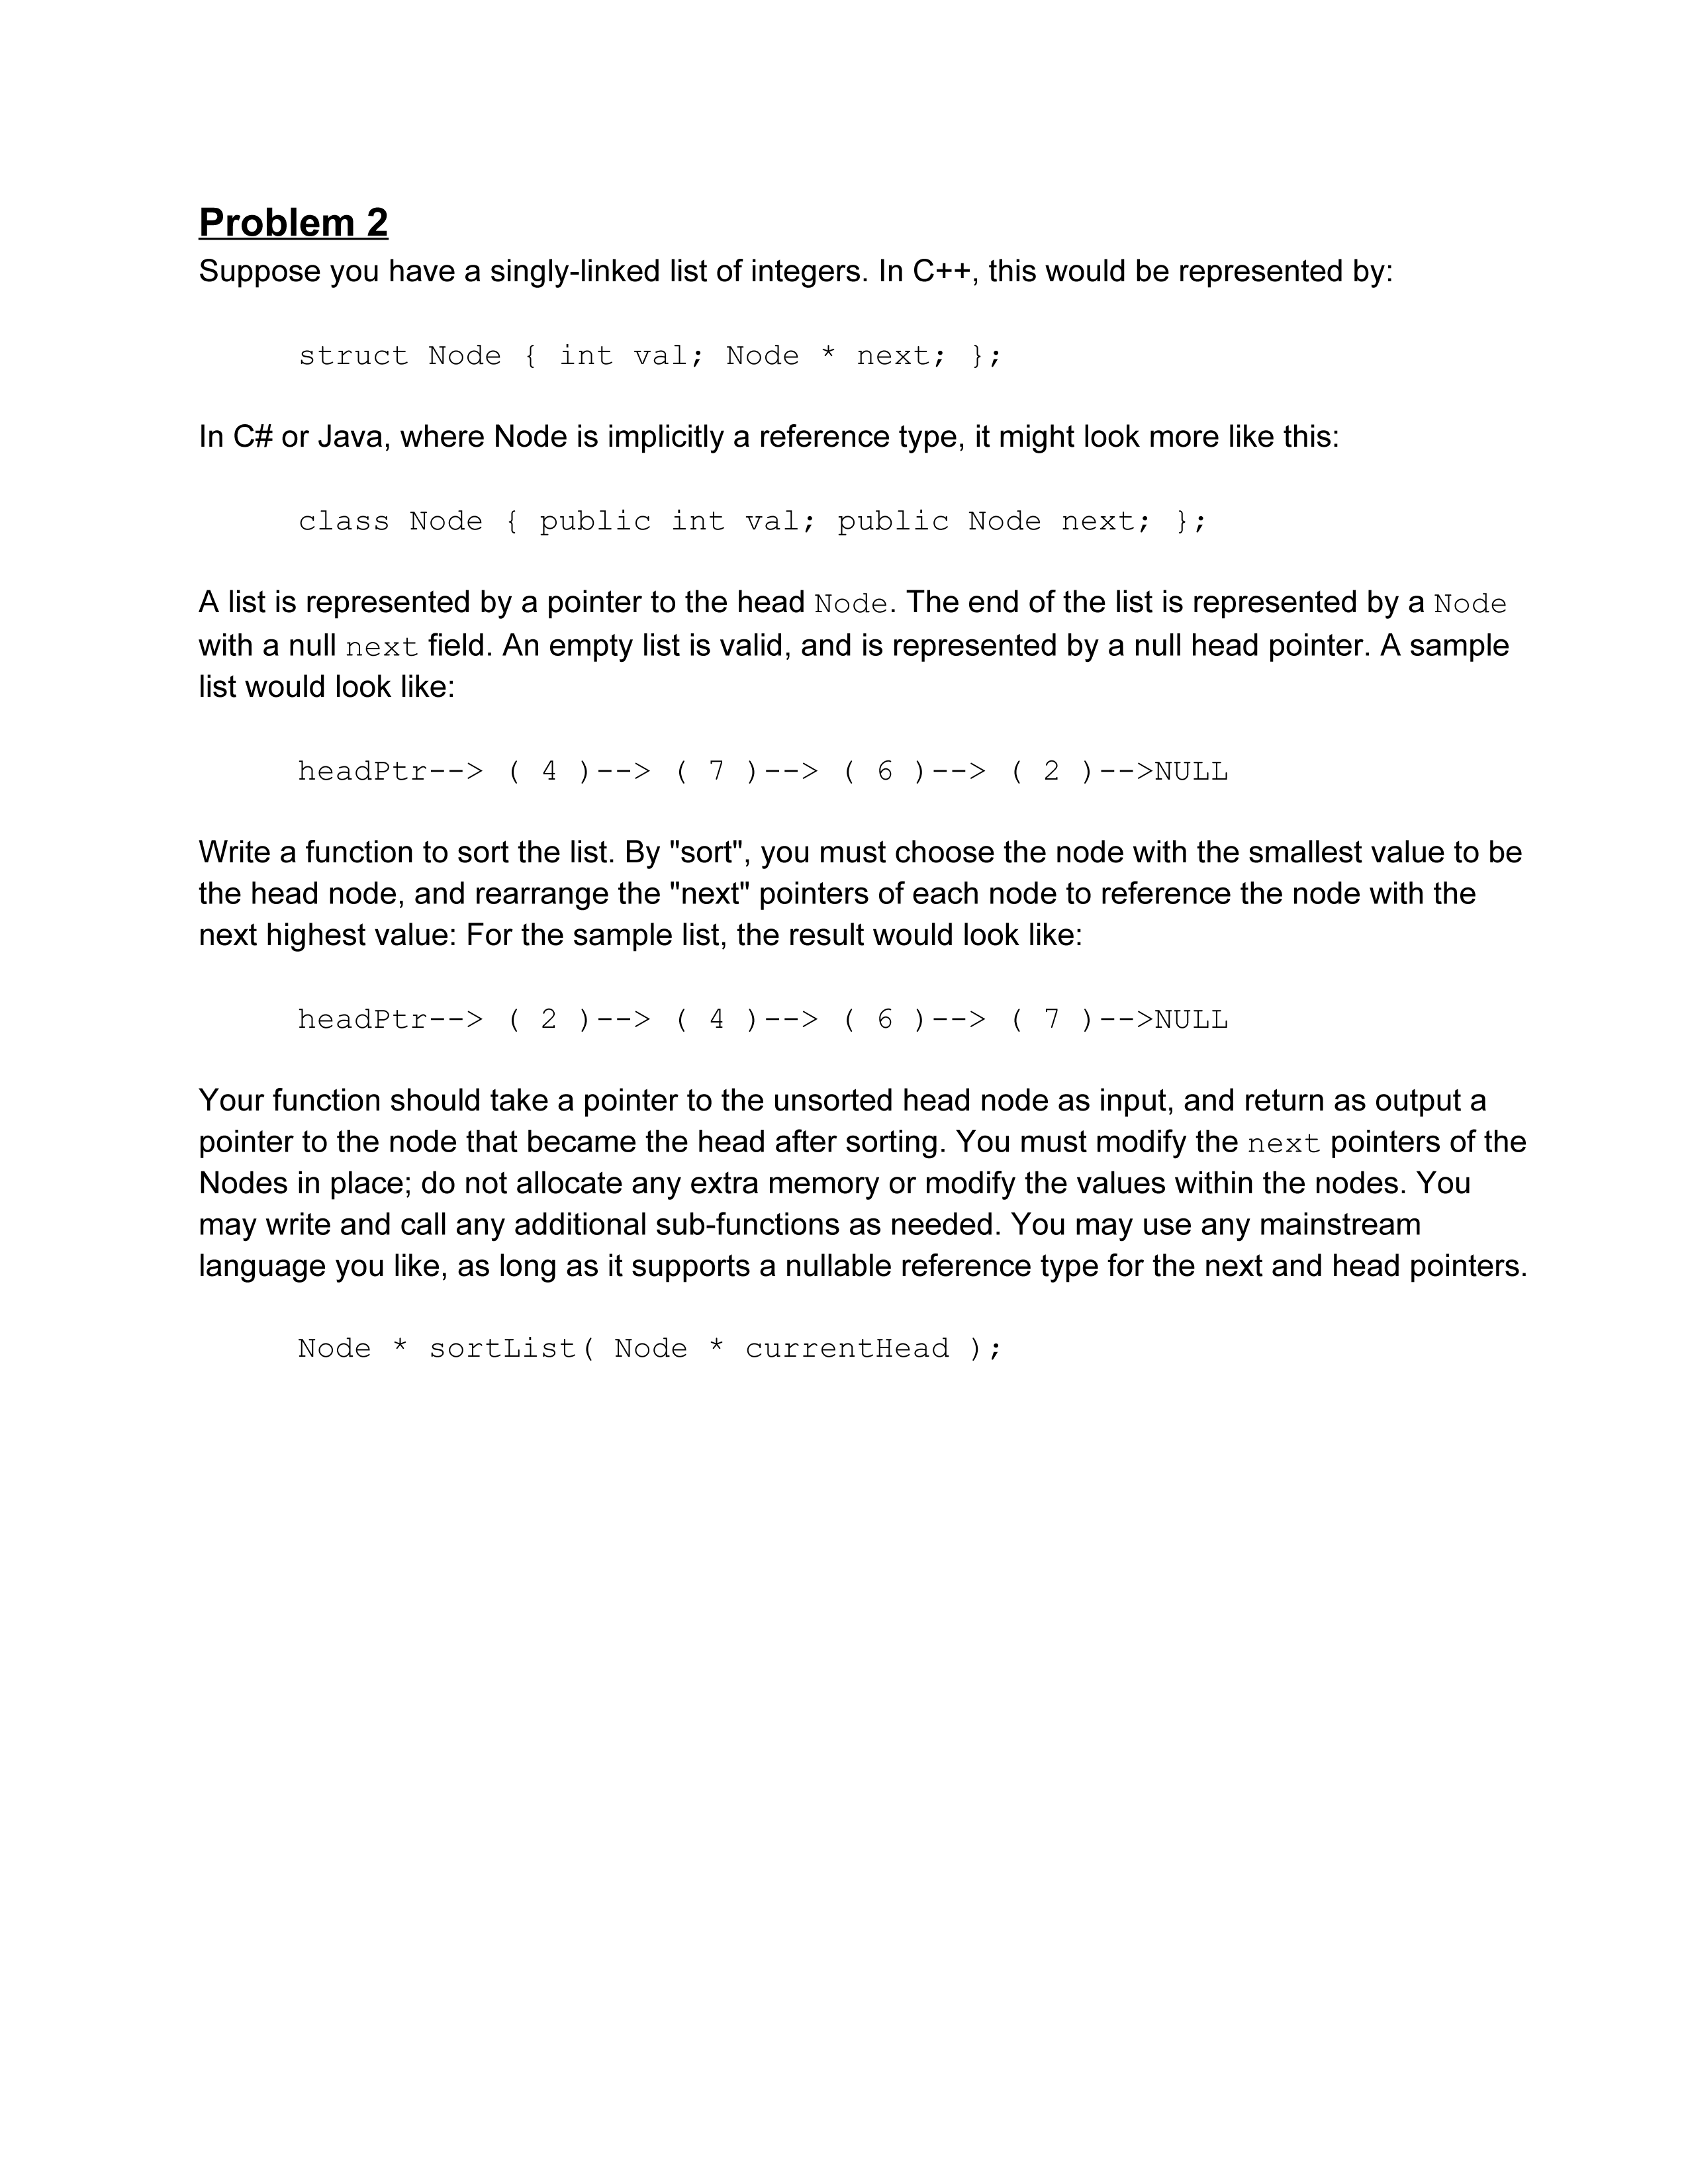 Problem 2
Suppose you have a singly-linked list of integers. In C++, this would be represented by:
struct Node { int val; Node * next; };
In C# or Java, where Node is implicitly a reference type, it might look more like this:
class Node { public int val; public Node next; };
A list is represented by a pointer to the head Node. The end of the list is represented by a Node
with a null next field. An empty list is valid, and is represented by a null head pointer. A sample
list would look like:
headPtr--> ( 4 )--> ( 7 )--> ( 6 )--> ( 2 )-->NULL
Write a function to sort the list. By "sort", you must choose the node with the smallest value to be
the head node, and rearrange the "next" pointers of each node to reference the node with the
next highest value: For the sample list, the result would look like:
headPtr--> ( 2 )--> ( 4 )--> ( 6 )--> ( 7 )-->NULL
Your function should take a pointer to the unsorted head node as input, and return as output a
pointer to the node that became the head after sorting. You must modify the next pointers of the
Nodes in place; do not allocate any extra memory or modify the values within the nodes. You
may write and call any additional sub-functions as needed. You may use any mainstream
language you like, as long as it supports a nullable reference type for the next and head pointers.
Node * sortList( Node * currentHead );